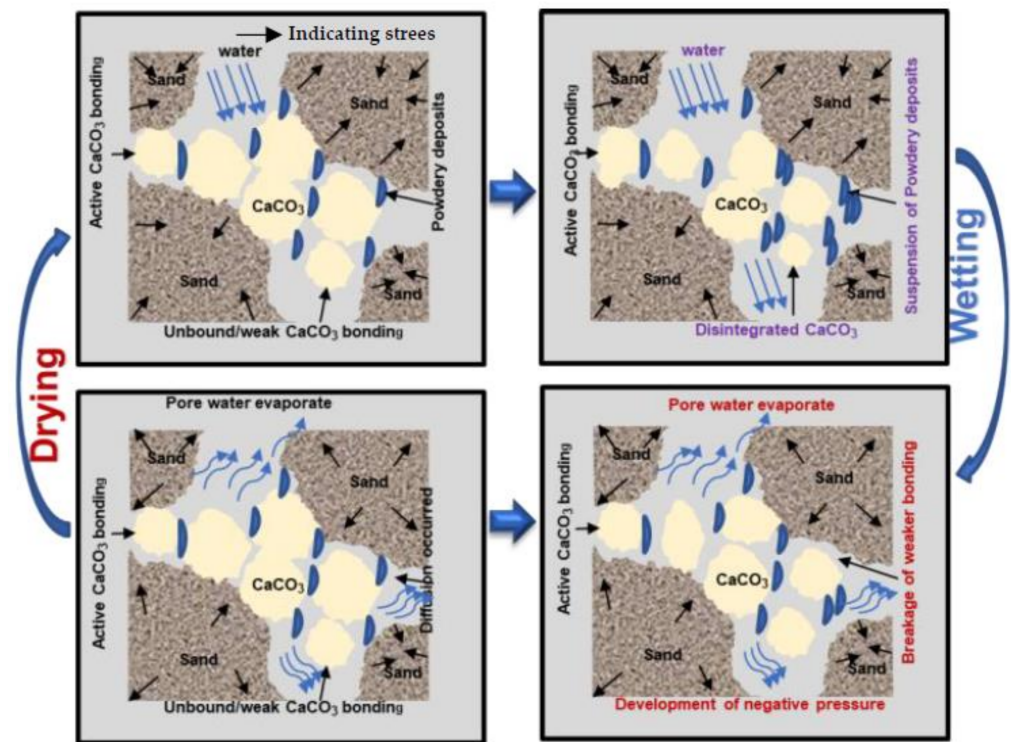 Indicating strees
water
Sand
Sand
Active CaCO3 bonding
Powdery deposits
CaCO3
Sand
Sand
Unbound/weak CaCO3 bonding
water
Sand
Sand
Active CaCO3 bonding
Suspension of Powdery deposits
CaCO3
Sand
Sand
Disintegrated CaCO3
Drying
Wetting
Pore water evaporate
Sand
Sand
Active CaCO3 bonding
Diffusion occurred
CaCO3
Sand
Sand
Unbound/weak CaCO3 bonding
Pore water evaporate
Sand
Sand
Active CaCO3 bonding
Breakage of weaker bonding
CaCO3
Sand
Sand
Development of negative pressure